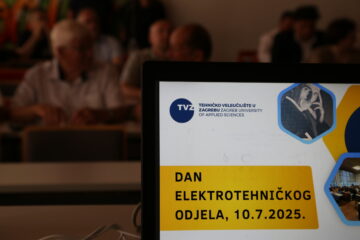 TVZ
TEHNIČKO VELEUČILIŠTE U
ZAGREBU ZAGREB UNIVERSITY
OF APPLIED SCIENCES
DAN
ELEKTROTEHNIČKOG
ODJELA, 10.7.2025.